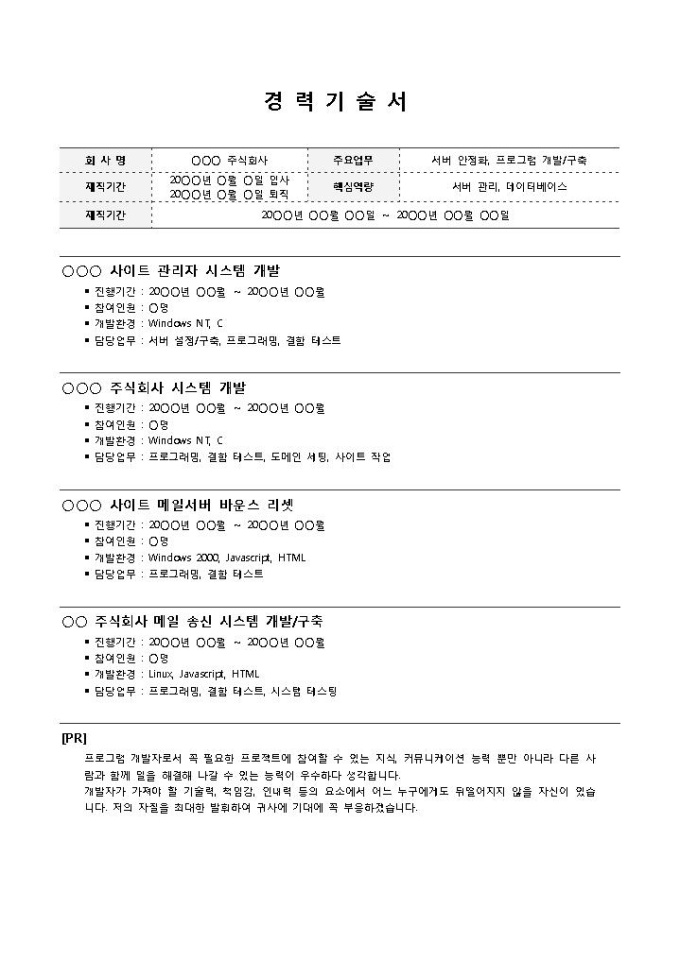 경 력 기 술 서
회 사 명 ○○○ 주식회사 주요업무 서버 안정화, 프로그램 개발/구축
재직기간 20○○년 ○월 ○일 입사
20○○년 ○월 ○일 퇴직 핵심역량 서버 관리, 데이터베이스
재직기간 20○○년 ○○월 ○○일 ~ 20○○년 ○○월 ○○일
○○○ 사이트 관리자 시스템 개발
▪ 진행기간 : 20○○년 ○○월 ~ 20○○년 ○○월
▪ 참여인원 : ○명
▪ 개발환경 : Windows NT, C
▪ 담당업무 : 서버 설정/구축, 프로그래밍, 결함 테스트
○○○ 주식회사 시스템 개발
▪ 진행기간 : 20○○년 ○○월 ~ 20○○년 ○○월
▪ 참여인원 : ○명
▪ 개발환경 : Windows NT, C
▪ 담당업무 : 프로그래밍, 결함 테스트, 도메인 세팅, 사이트 작업
○○○ 사이트 메일서버 바운스 리셋
▪ 진행기간 : 20○○년 ○○월 ~ 20○○년 ○○월
▪ 참여인원 : ○명
▪ 개발환경 : Windows 2000, Javascript, HTML
▪ 담당업무 : 프로그래밍, 결함 테스트
○○ 주식회사 메일 송신 시스템 개발/구축
▪ 진행기간 : 20○○년 ○○월 ~ 20○○년 ○○월
▪ 참여인원 : ○명
▪ 개발환경 : Linux, Javascript, HTML
▪ 담당업무 : 프로그래밍, 결함 테스트, 시스템 테스팅
[PR]
프로그램 개발자로서 꼭 필요한 프로젝트에 참여할 수 있는 지식, 커뮤니케이션 능력 뿐만 아니라 다른 사
람과 함께 일을 해결해 나갈 수 있는 능력이 우수하다 생각합니다.
개발자가 가져야 할 기술력, 책임감, 인내력 등의 요소에서 어느 누구에게도 뒤떨어지지 않을 자신이 있습
니다. 저의 자질을 최대한 발휘하여 귀사에 기대에 꼭 부응하겠습니다.